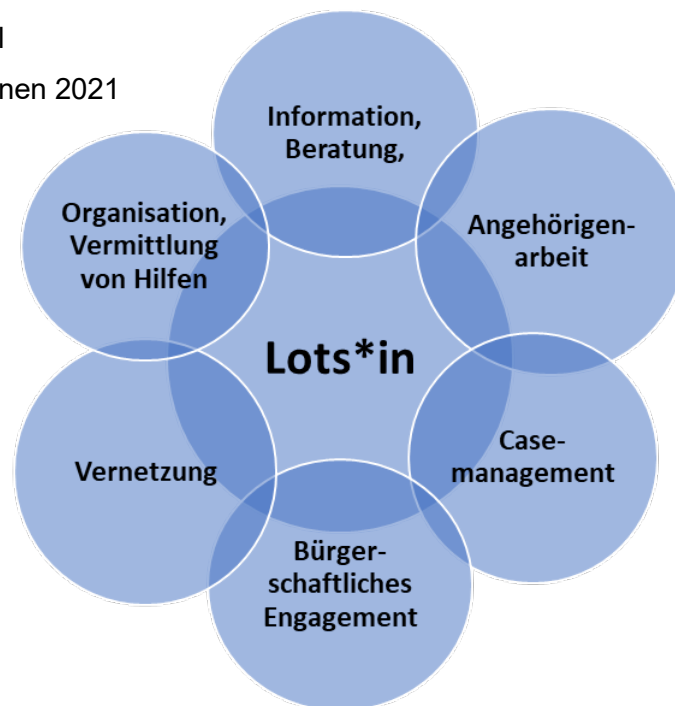 nen 2021
Information,
Beratung,
Angehörigen-
arbeit
Organisation,
Vermittlung
von Hilfen
Lots*in
Case-
management
Vernetzung
Bürger-
schaftliches
Engagement